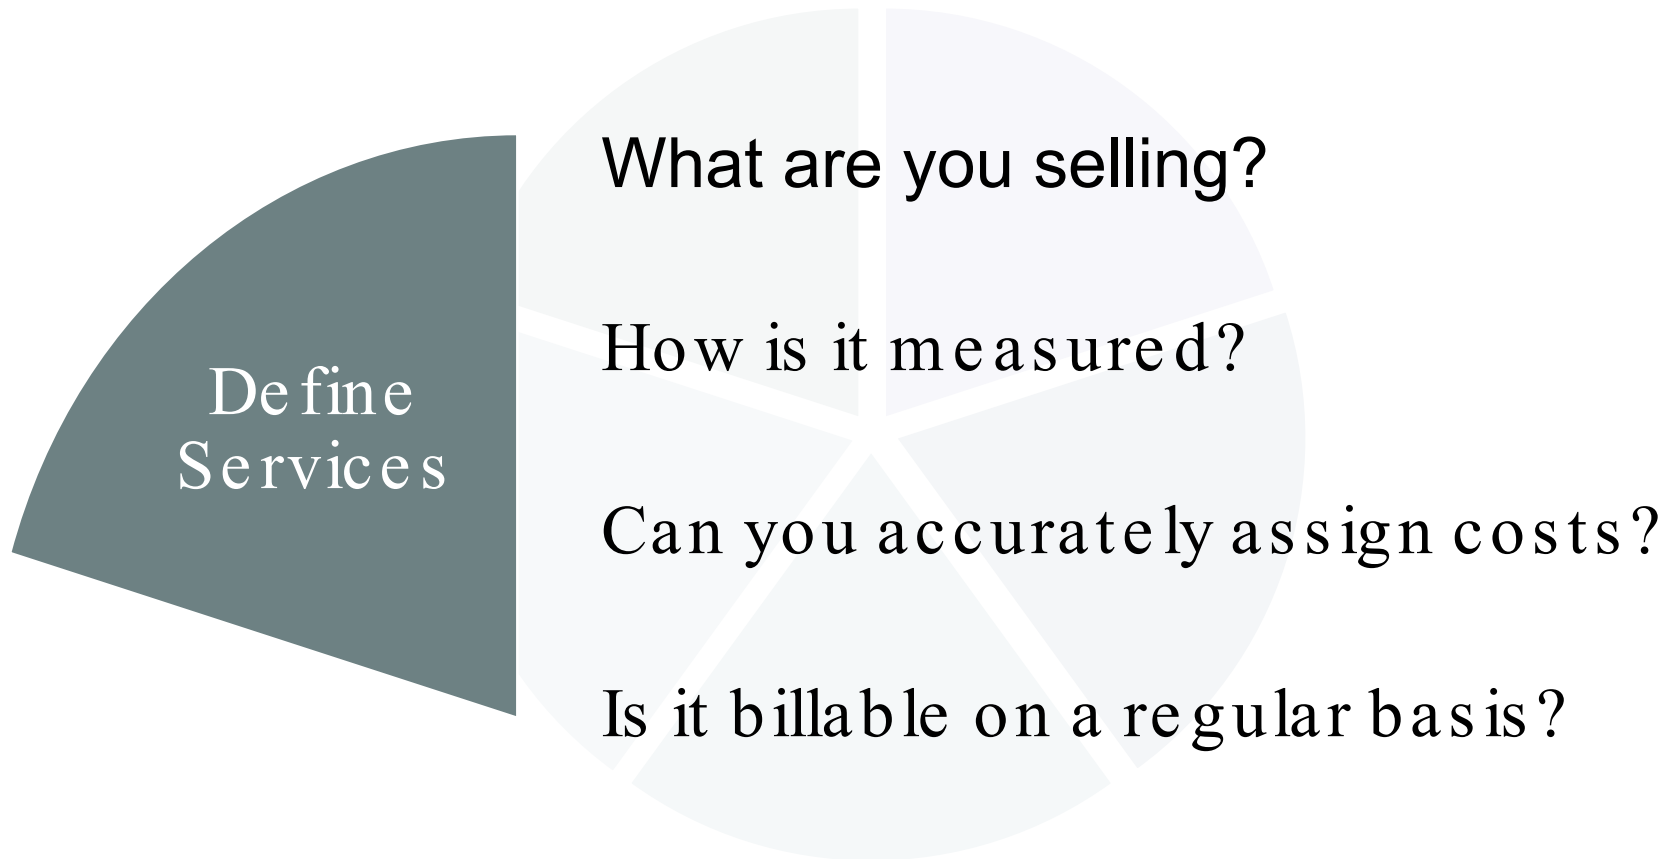 Define
Services
What are you selling?
How is it measured?
Can you accurately assign costs?
Is it billable on a regular basis?